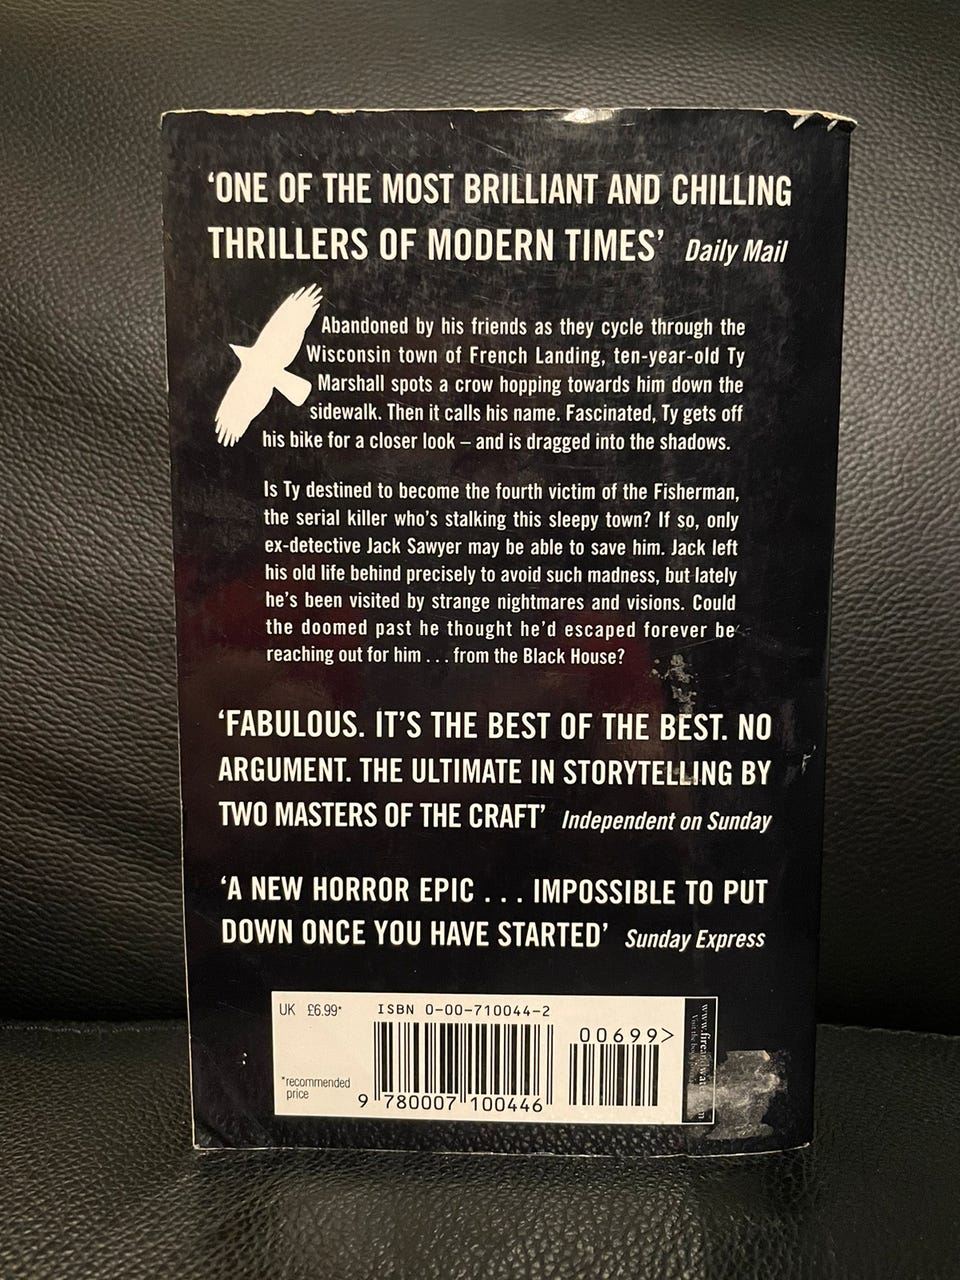 ‘ONE OF THE MOST BRILLIANT AND CHILLING
THRILLERS OF MODERN TIMES’ Daily Mail
Abandoned by his friends as they cycle through the
Wisconsin town of French Landing, ten-year-old Ty
Marshall spots a crow hopping towards him down the
sidewalk. Then it calls his name. Fascinated, Ty gets off
his bike for a closer look – and is dragged into the shadows.
Is Ty destined to become the fourth victim of the Fisherman,
the serial killer who's stalking this sleepy town? If so, only
ex-detective Jack Sawyer may be able to save him. Jack left
his old life behind precisely to avoid such madness, but lately
he's been visited by strange nightmares and visions. Could
the doomed past he thought he'd escaped forever be
reaching out for him . . . from the Black House?
‘FABULOUS. IT’S THE BEST OF THE BEST. NO
ARGUMENT. THE ULTIMATE IN STORYTELLING BY
TWO MASTERS OF THE CRAFT’ Independent on Sunday
‘A NEW HORROR EPIC . . . IMPOSSIBLE TO PUT
DOWN ONCE YOU HAVE STARTED’ Sunday Express
UK £6.99*
ISBN 0-00-710044-2
00699>
*recommended
price
9 780007 100446
Visit the book